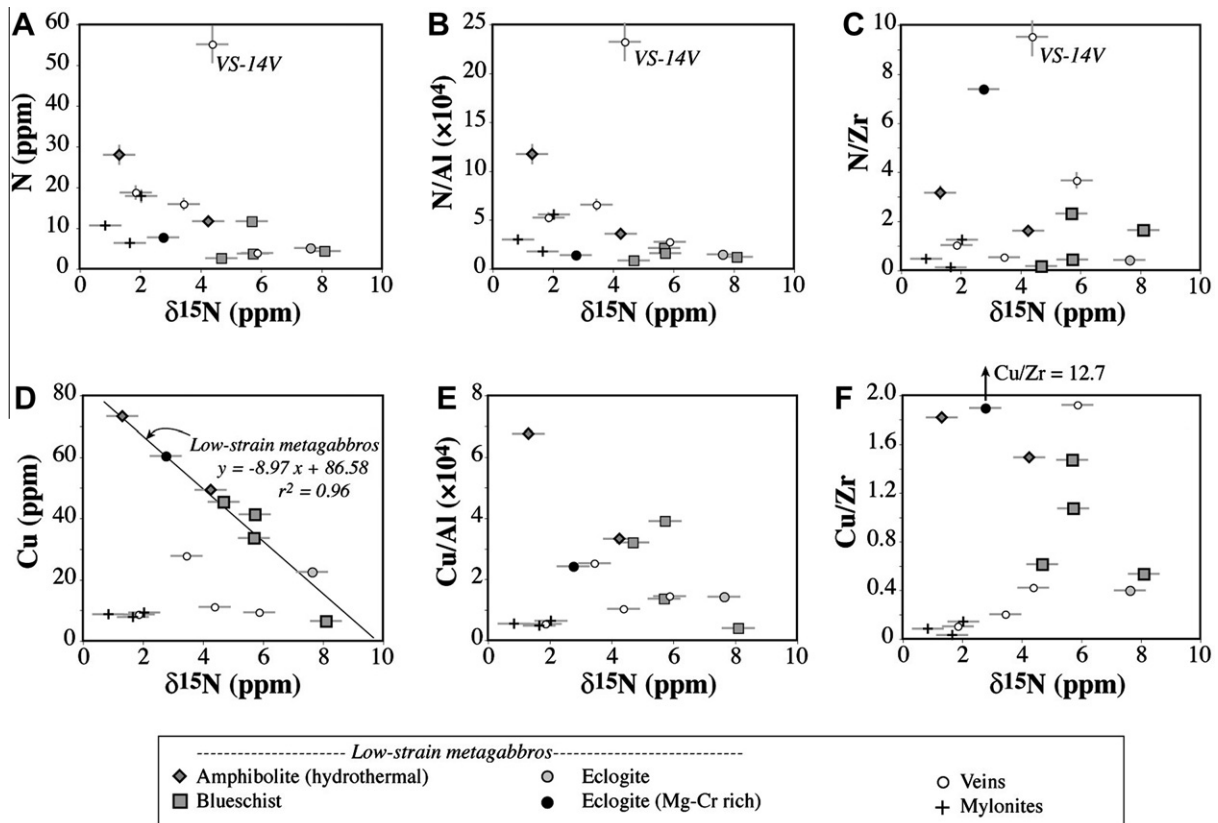 A
60
50
40
30
20
10
0
N (ppm)
VS-14V
0 2 4 6 8 10
δ¹⁵N (ppm)
B
25
20
15
10
5
0
N/Al (×10⁴)
VS-14V
0 2 4 6 8 10
δ¹⁵N (ppm)
C
10
8
6
4
2
0
N/Zr
VS-14V
0 2 4 6 8 10
δ¹⁵N (ppm)
D
80
60
40
20
0
Cu (ppm)
Low-strain metagabbros
y = -8.97 x + 86.58
r² = 0.96
0 2 4 6 8 10
δ¹⁵N (ppm)
E
8
6
4
2
0
Cu/Al (×10⁴)
0 2 4 6 8 10
δ¹⁵N (ppm)
F
Cu/Zr = 12.7
2.0
1.6
1.2
0.8
0.4
0
Cu/Zr
0 2 4 6 8 10
δ¹⁵N (ppm)
Low-strain metagabbros
Amphibolite (hydrothermal)
Blueschist
Eclogite
Eclogite (Mg-Cr rich)
Veins
Mylonites